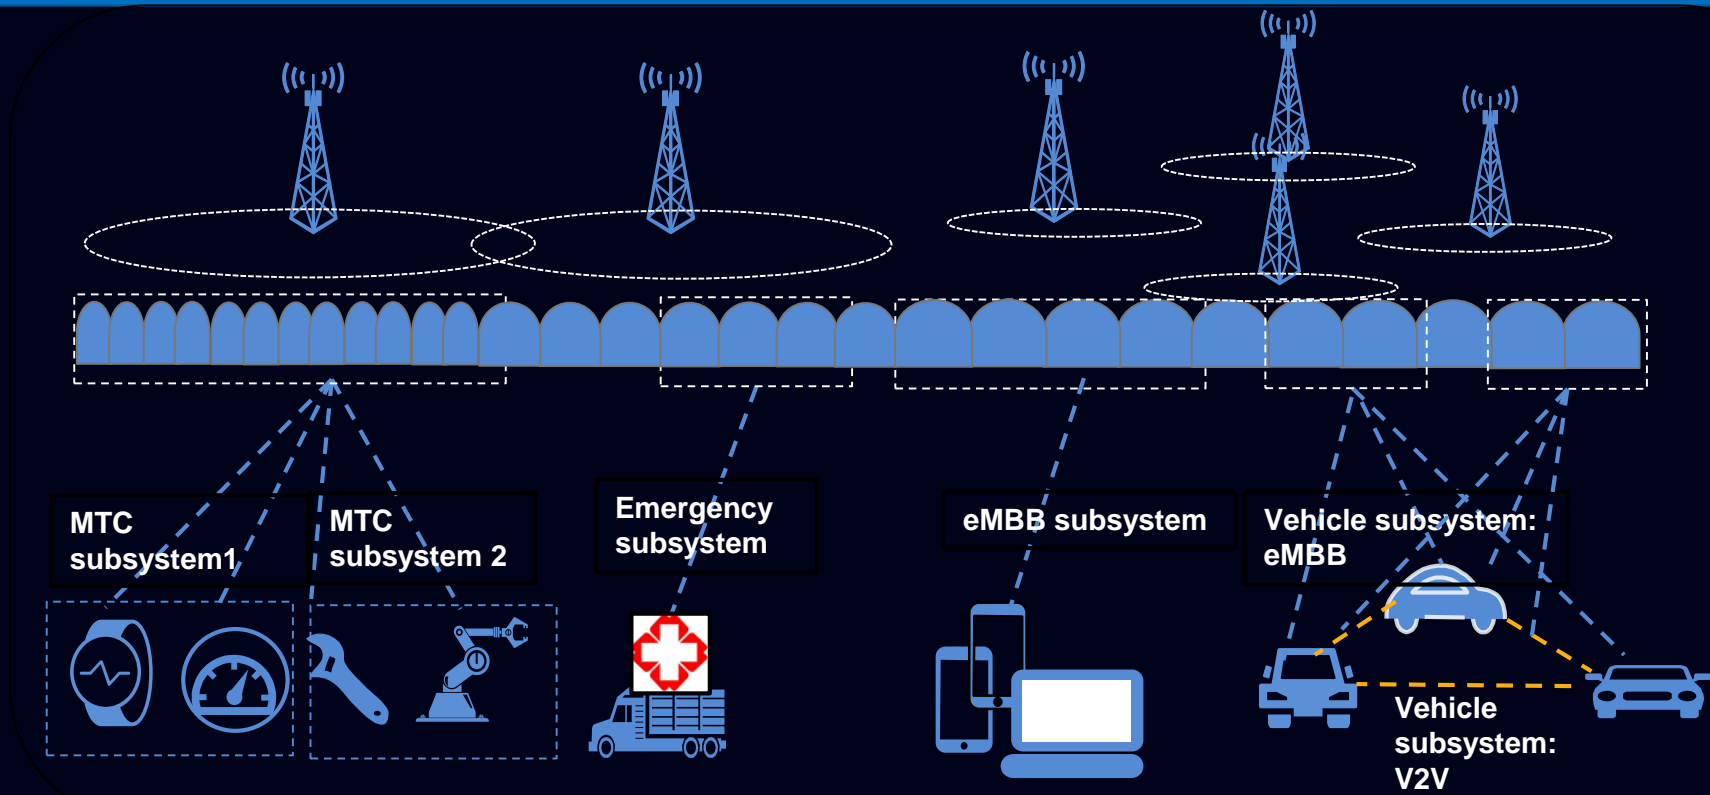 MTC
subsystem1
MTC
subsystem 2
Emergency
subsystem
eMBB subsystem
Vehicle subsystem:
eMBB
Vehicle
subsystem:
V2V